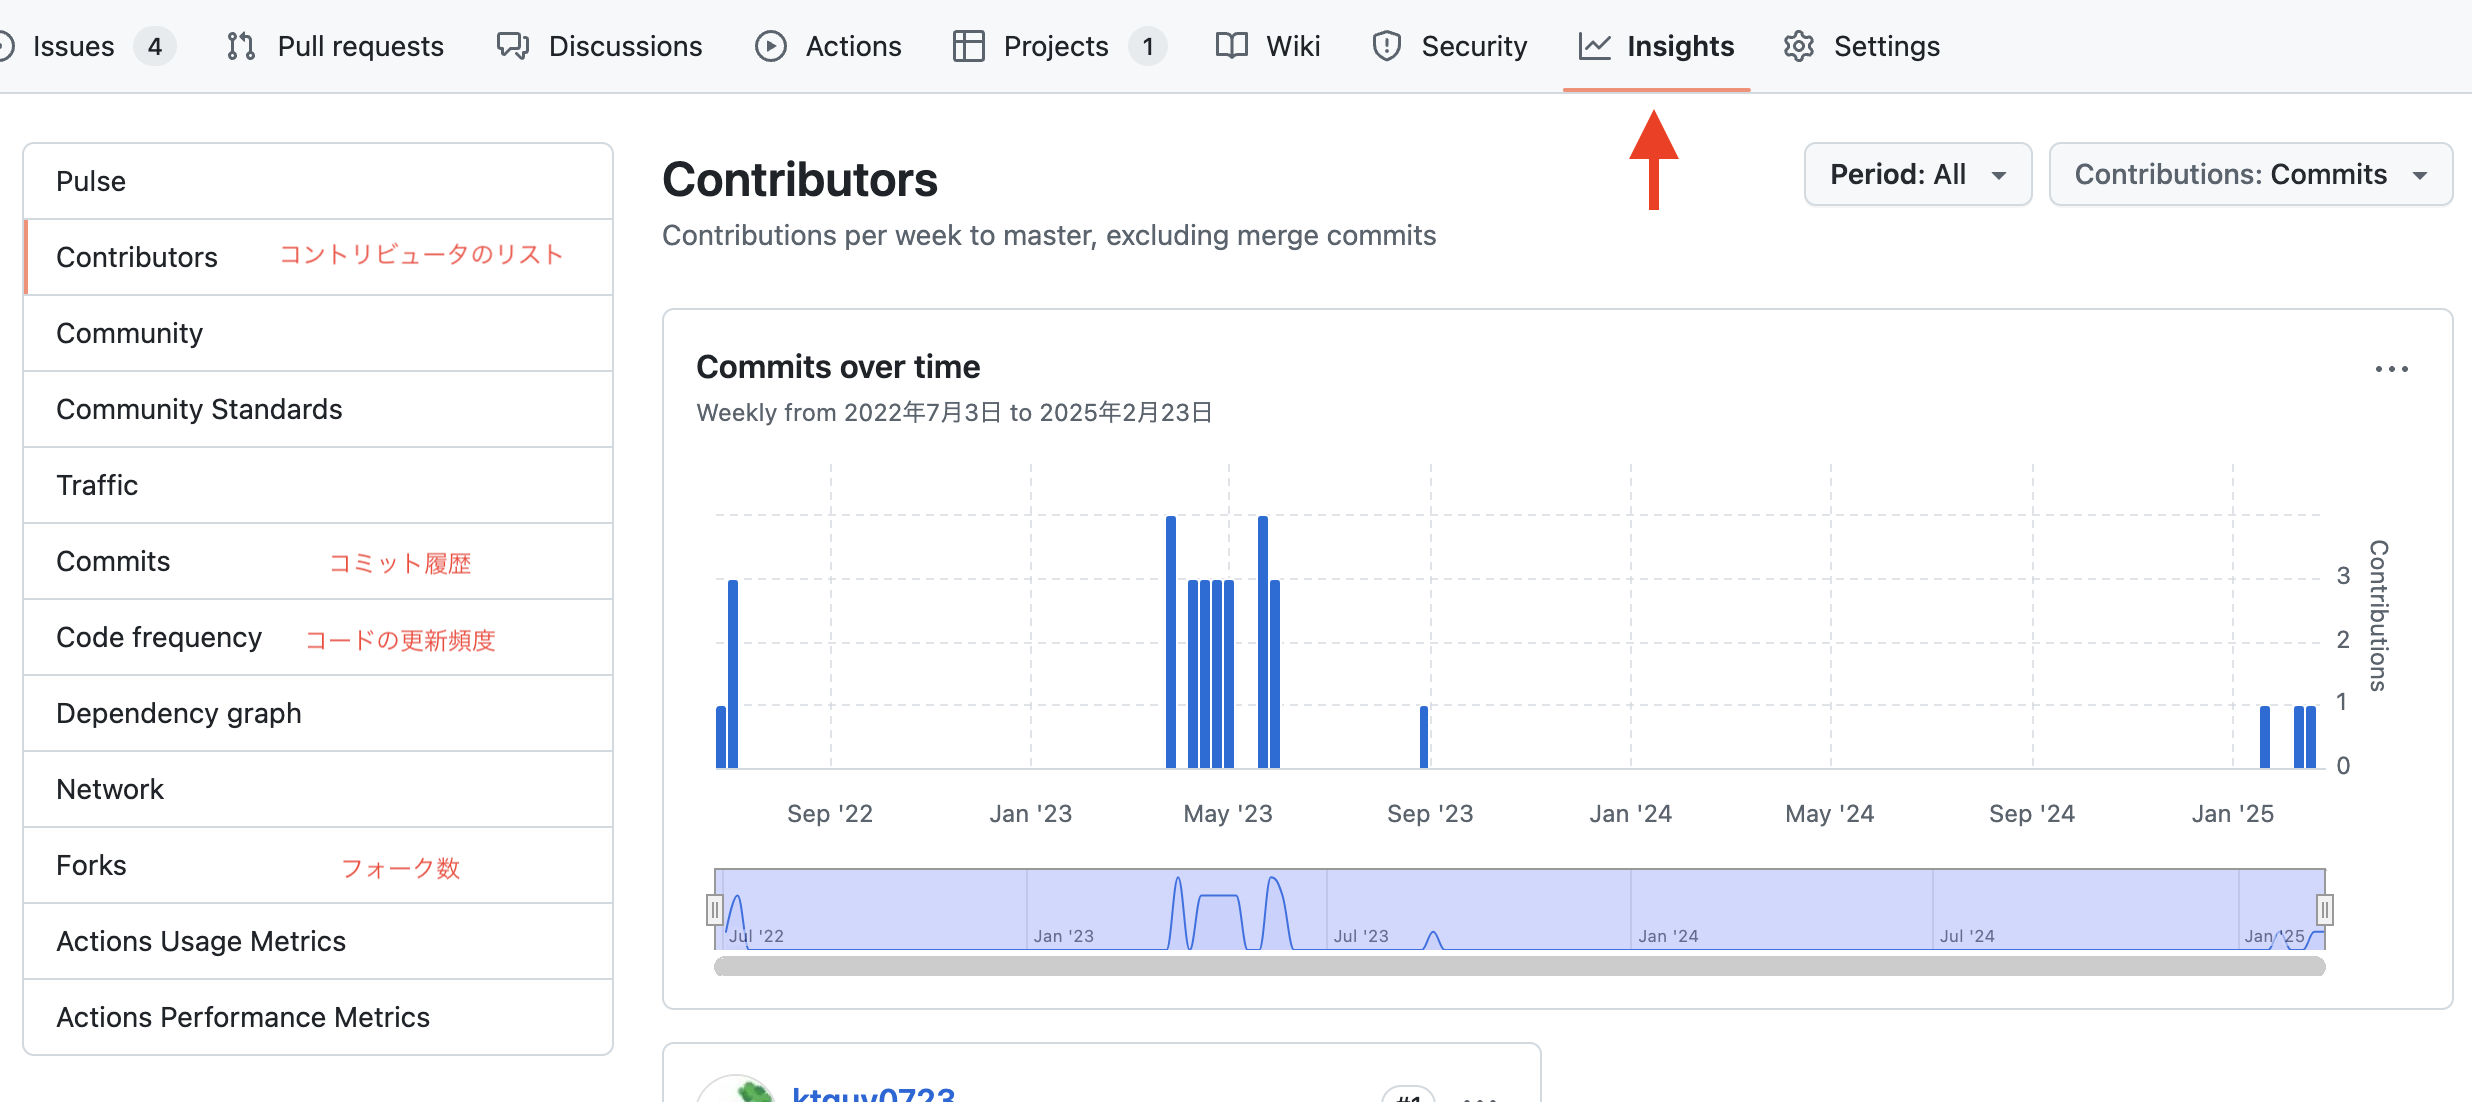 Issues 4 Pull requests Discussions Actions Projects 1 Wiki Security Insights Settings
Pulse
Contributors コントリビュータのリスト
Community
Community Standards
Traffic
Commits コミット履歴
Code frequency コードの更新頻度
Dependency graph
Network
Forks フォーク数
Actions Usage Metrics
Actions Performance Metrics
Contributors
Period: All
Contributions: Commits
Contributions per week to master, excluding merge commits
Commits over time
Weekly from 2022年7月3日 to 2025年2月23日
3
2
1
0
Contributions
Sep '22 Jan '23 May '23 Sep '23 Jan '24 May '24 Sep '24 Jan '25
Jul '22 Jan '23 Jul '23 Jan '24 Jul '24 Jan '25
ktguy0723 #1